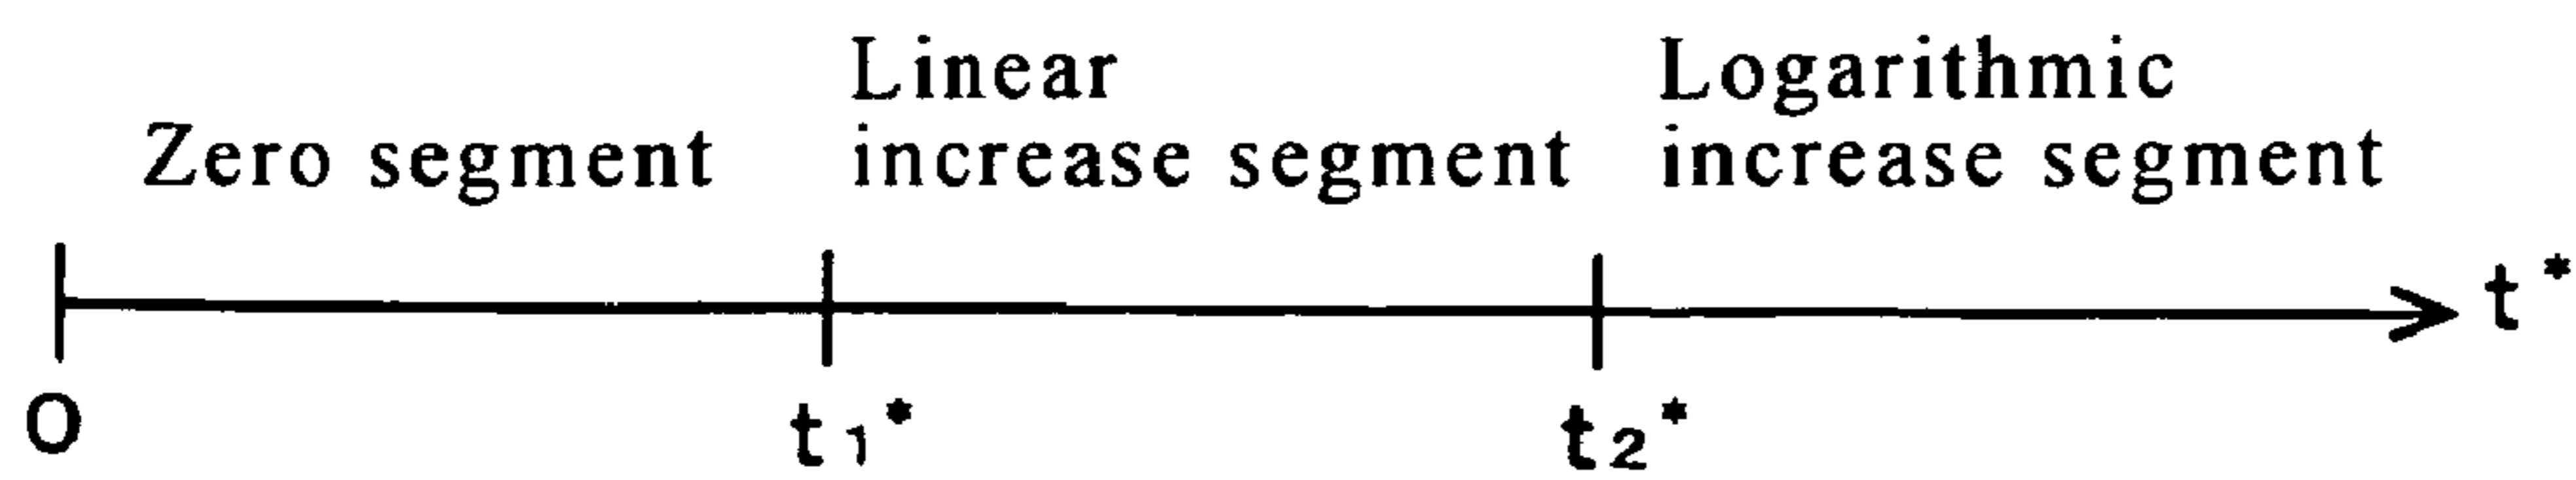 Linear
Logarithmic
Zero segment
increase segment
increase segment
t*
0
t1*
t2*